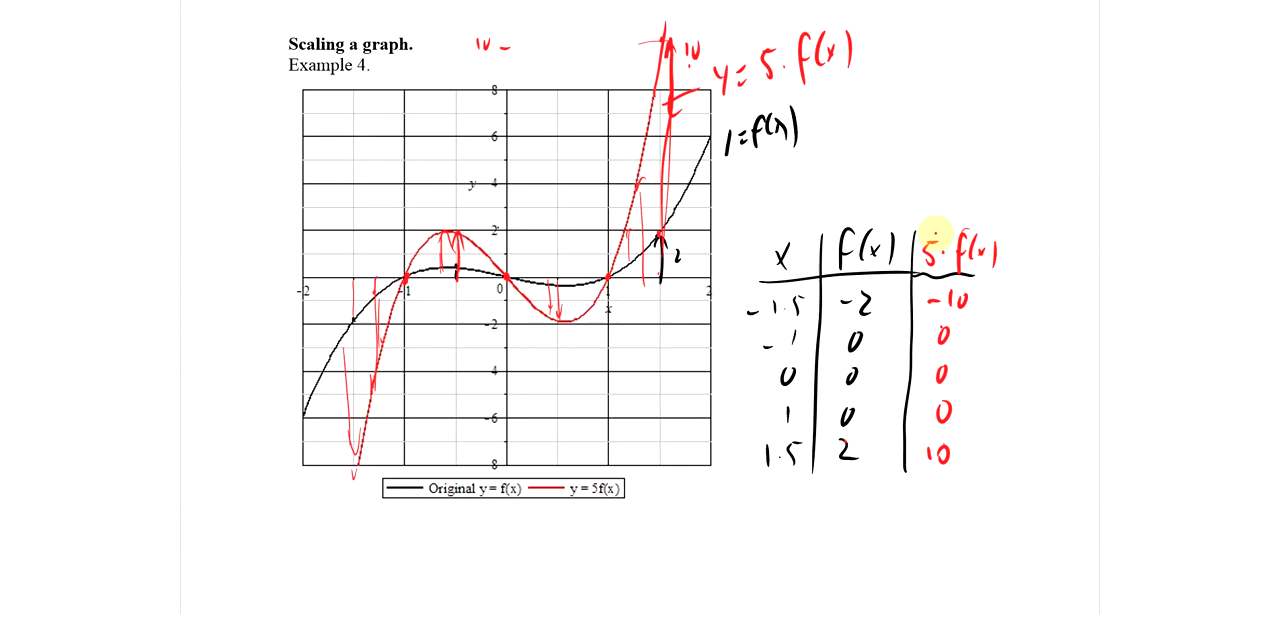 Scaling a graph.
Example 4.
10 -
10
y = 5 · f(x)
y = f(x)
8
6
y 4
2
-2 -1 0 1 2
x
-2
4
-6
8
2
Original y = f(x) y = 5f(x)
x f(x) 5 · f(x)
-1.5 -2 -10
-1 0 0
0 0 0
1 0 0
1.5 2 10